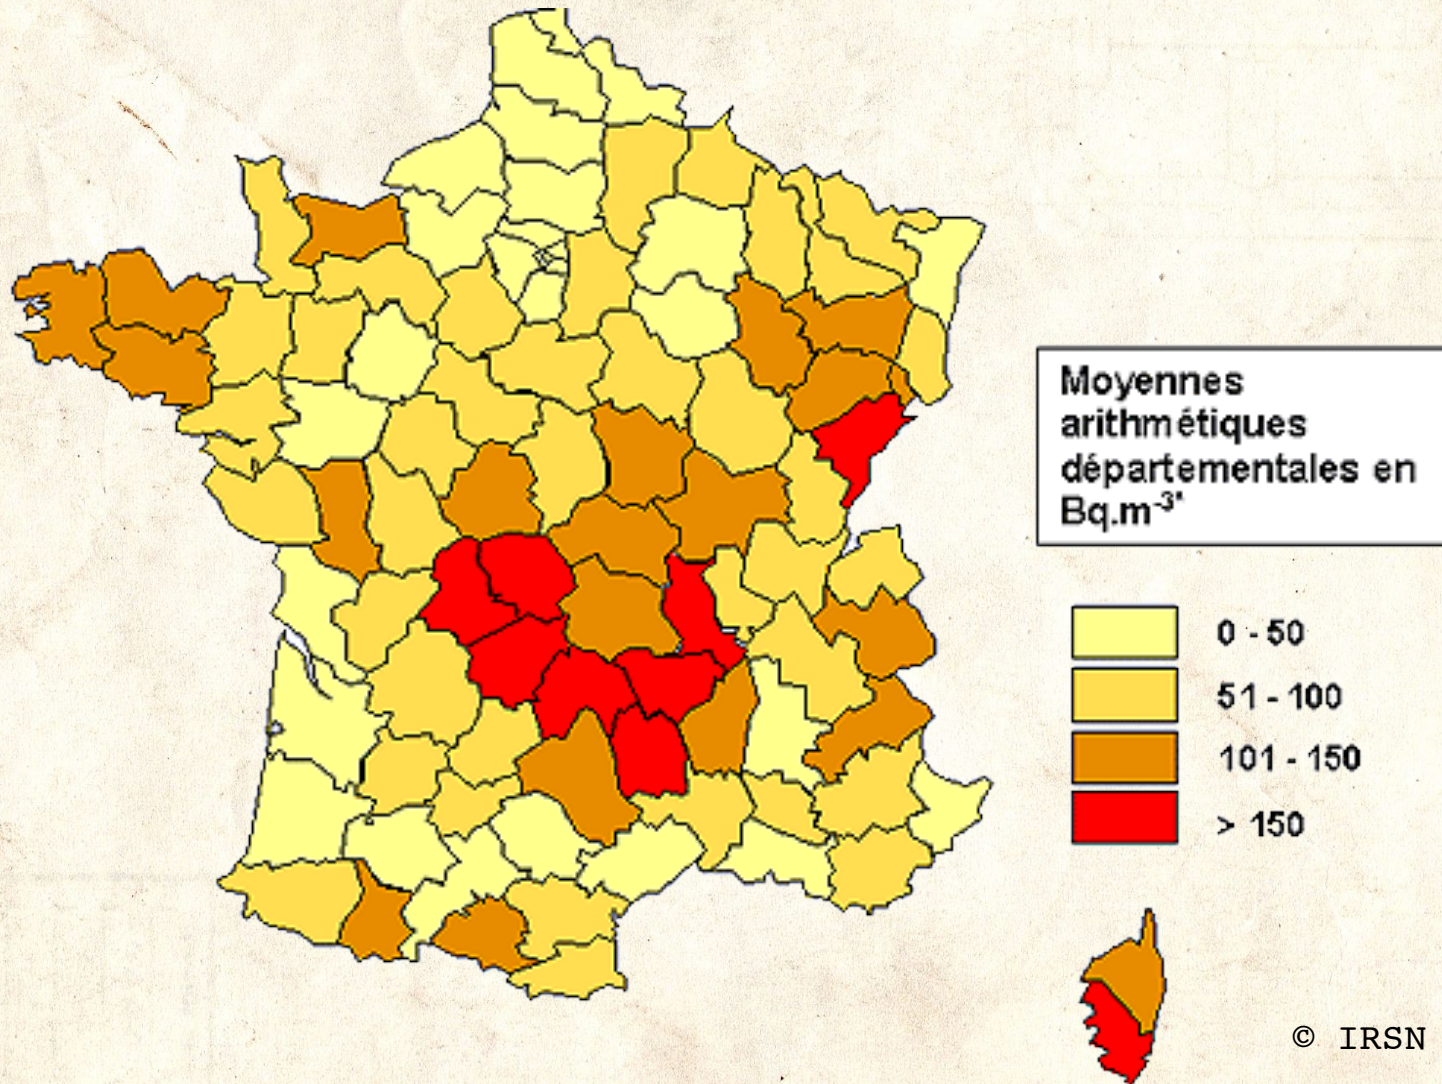 Moyennes
arithmétiques
départementales en
Bq.m-3*
0 - 50
51 - 100
101 - 150
> 150
© IRSN